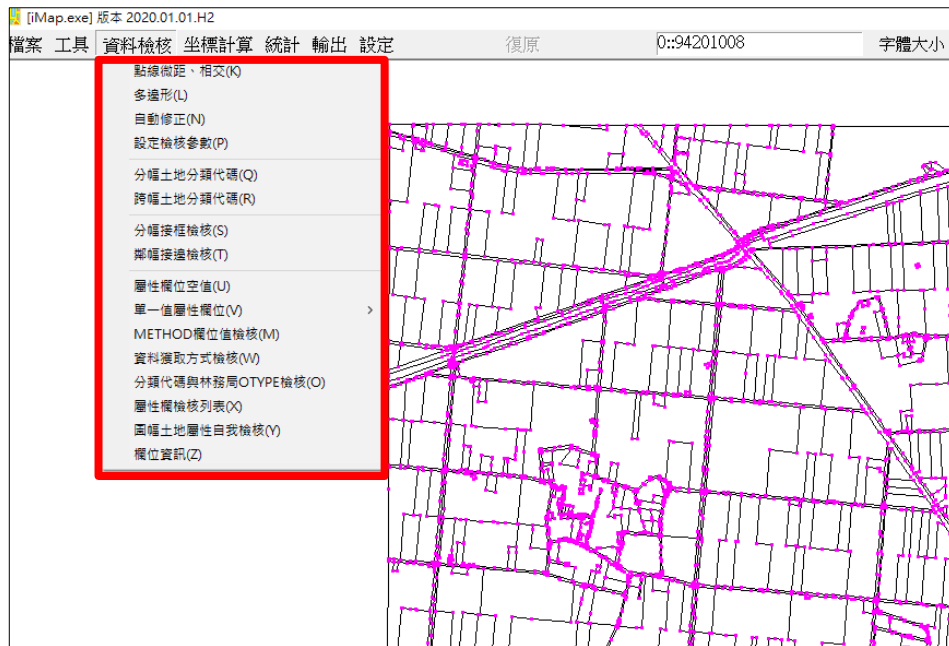 [iMap.exe] 版本 2020.01.01.H2
檔案 工具 資料檢核 坐標計算 統計 輸出 設定 復原 0::94201008 字體大小
點線微距、相交(K)
多邊形(L)
自動修正(N)
設定檢核參數(P)
分幅土地分類代碼(Q)
跨幅土地分類代碼(R)
分幅接框檢核(S)
鄰幅接邊檢核(T)
屬性欄位空值(U)
單一值屬性欄位(V)
METHOD欄位值檢核(M)
資料獲取方式檢核(W)
分類代碼與林務局OTYPE檢核(O)
屬性欄檢核列表(X)
圖幅土地屬性自我檢核(Y)
欄位資訊(Z)